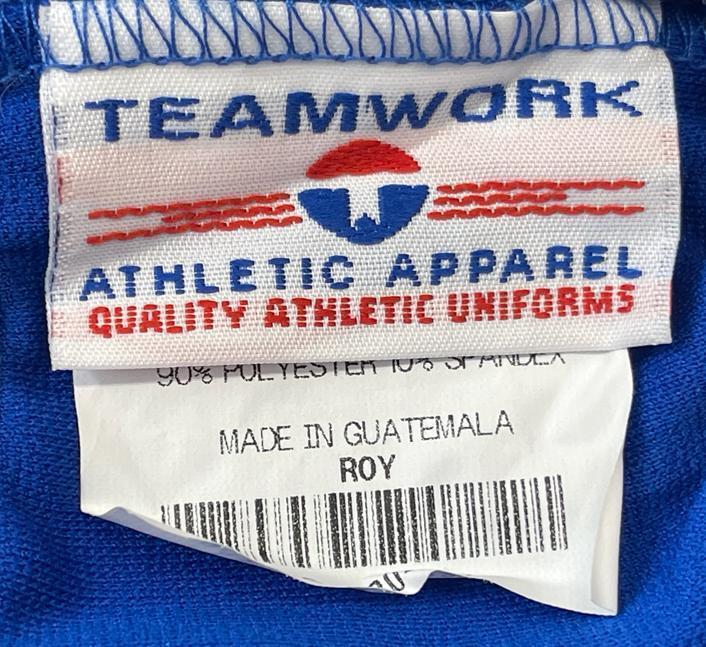 TEAMWORK
ATHLETIC APPAREL
QUALITY ATHLETIC UNIFORMS
90% POLYESTER 10% SPANDEX
MADE IN GUATEMALA
ROY